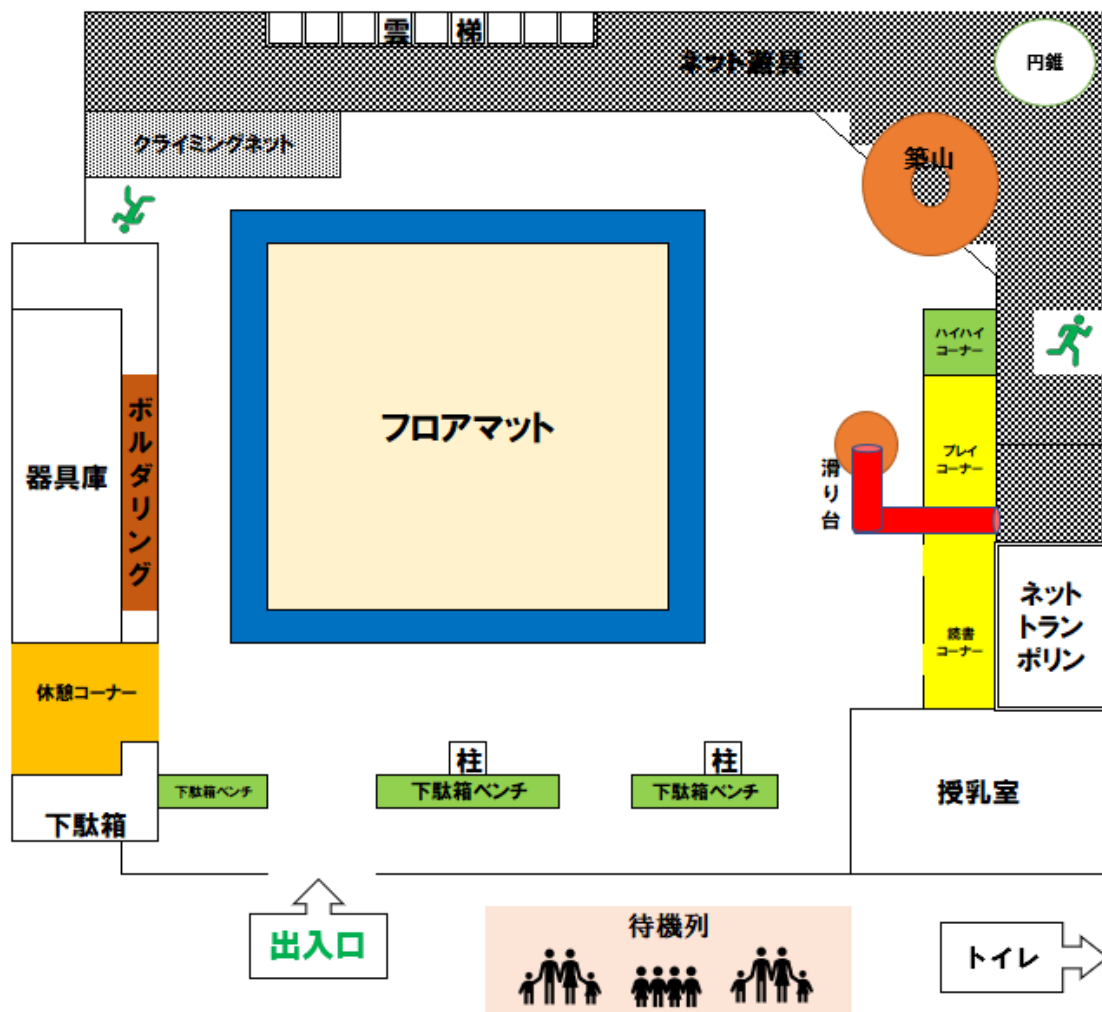 雲梯
ネット遊具
円錐
クライミングネット
築山
ハイハイ
コーナー
フロアマット
ボルダリング
器具庫
プレイ
コーナー
滑り台
ネット
トラン
ポリン
読書
コーナー
休憩コーナー
柱
柱
下駄箱ベンチ
下駄箱ベンチ
下駄箱ベンチ
授乳室
下駄箱
出入口
待機列
トイレ